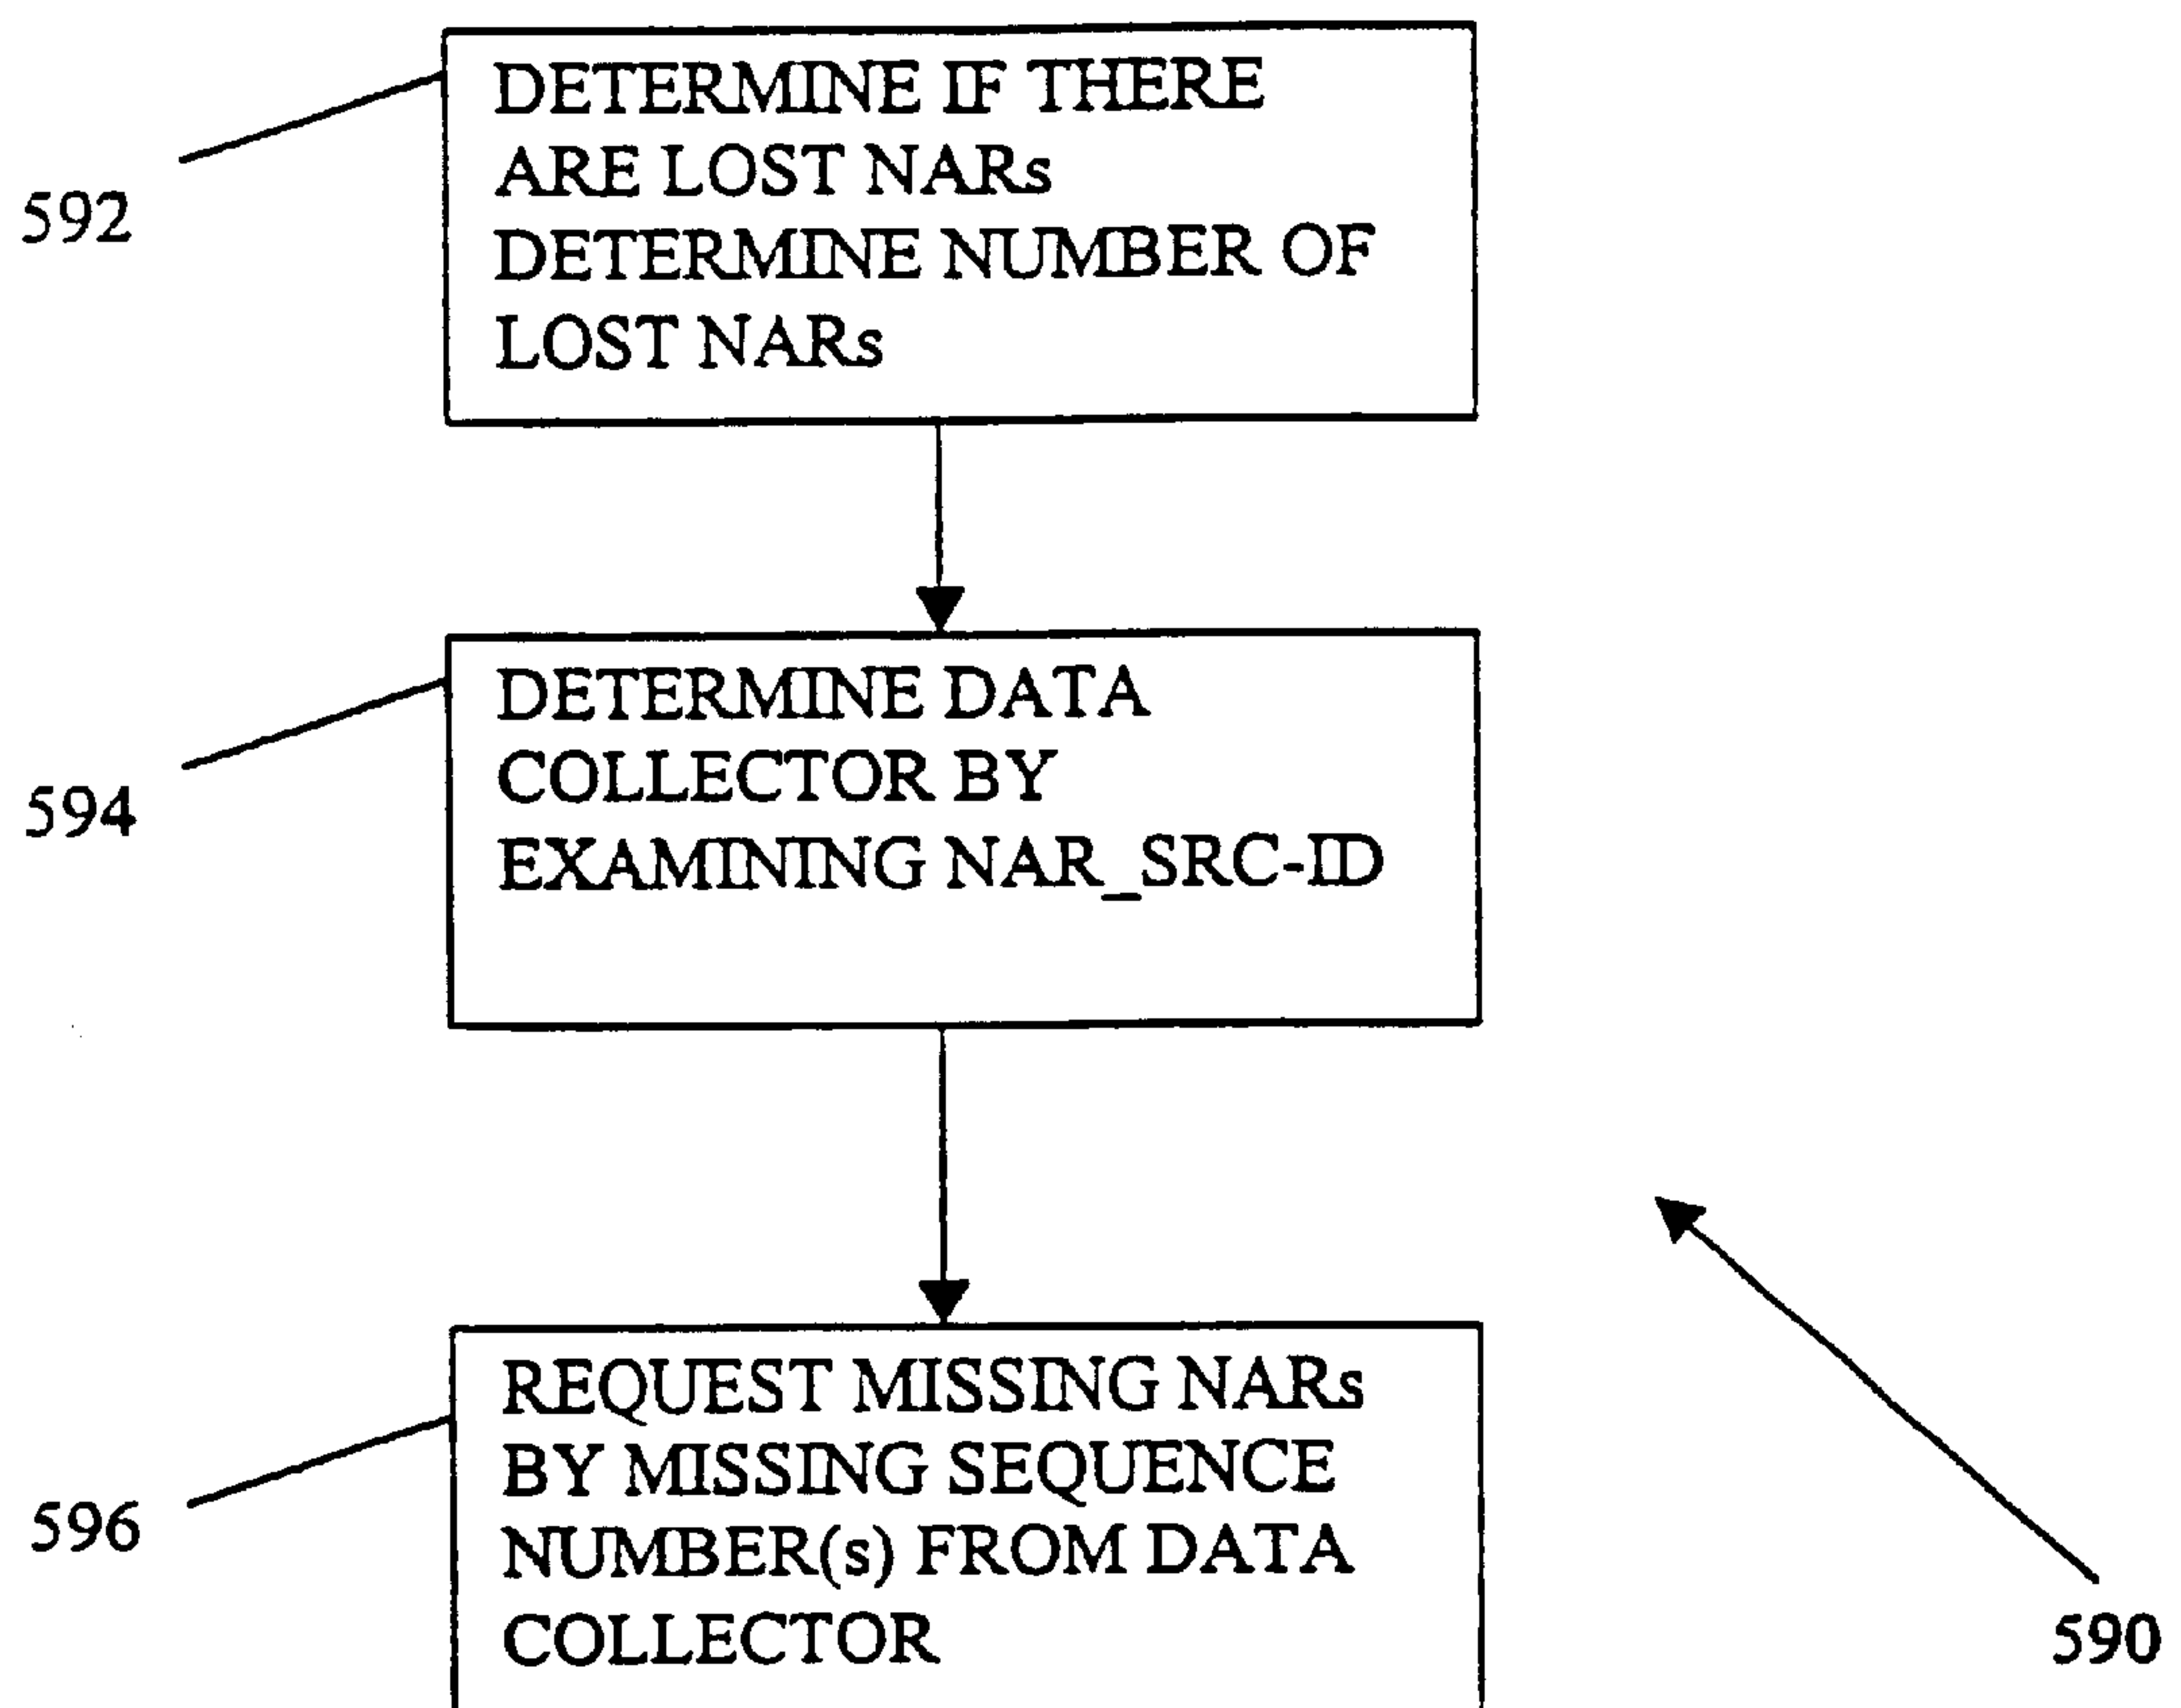 DETERMINE IF THERE
ARE LOST NARs
DETERMINE NUMBER OF
LOST NARs
592
DETERMINE DATA
COLLECTOR BY
EXAMINING NAR_SRC-ID
594
REQUEST MISSING NARs
BY MISSING SEQUENCE
NUMBER(s) FROM DATA
COLLECTOR
596
590